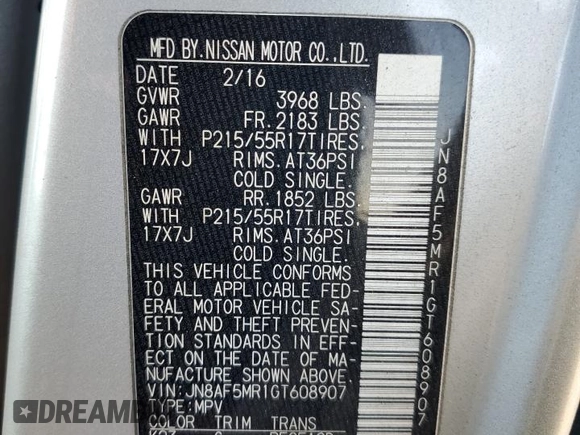 MFD BY.NISSAN MOTOR CO.,LTD.
DATE 2/16
GVWR 3968 LBS.
GAWR FR.2183 LBS.
WITH P215/55R17TIRES,
17X7J RIMS.AT36PSI
COLD SINGLE.
GAWR RR.1852 LBS.
WITH P215/55R17TIRES,
17X7J RIMS.AT36PSI
COLD SINGLE.
THIS VEHICLE CONFORMS
TO ALL APPLICABLE FED-
ERAL MOTOR VEHICLE SA-
FETY AND THEFT PREVEN-
TION STANDARDS IN EFF-
ECT ON THE DATE OF MA-
NUFACTURE SHOWN ABOVE.
VIN:JN8AF5MR1GT608907
TYPE:MPV
COLOR TRIM TRANS
JN8AF5MR1GT608907